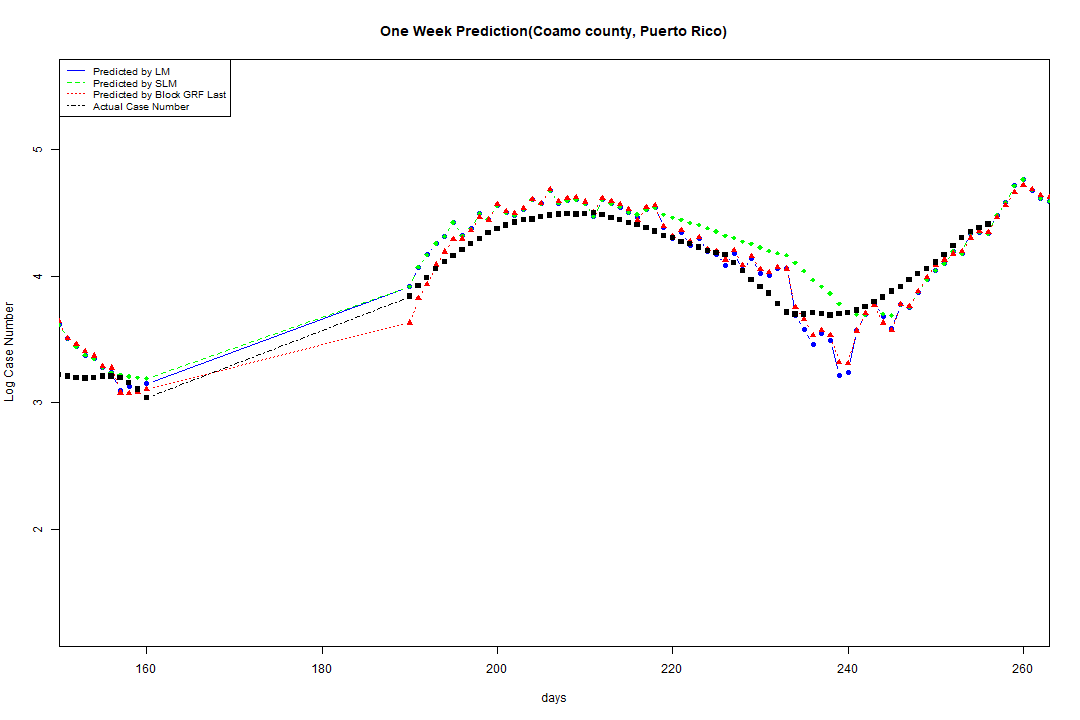 One Week Prediction(Coamo county, Puerto Rico)
Predicted by LM
Predicted by SLM
Predicted by Block GRF Last
Actual Case Number
5
4
3
2
Log Case Number
160 180 200 220 240 260
days